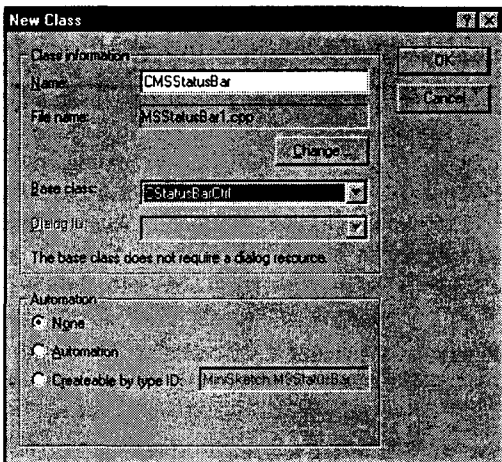 New Class
Class information
Name:
CMSStatusBar
OK
Cancel
File name:
MSStatusBar1.cpp
Change...
Base class:
CStatusBarCtrl
Dialog ID:
The base class does not require a dialog resource.
Automation
None
Automation
Createable by type ID:
MiniSketch.MSStatusBar